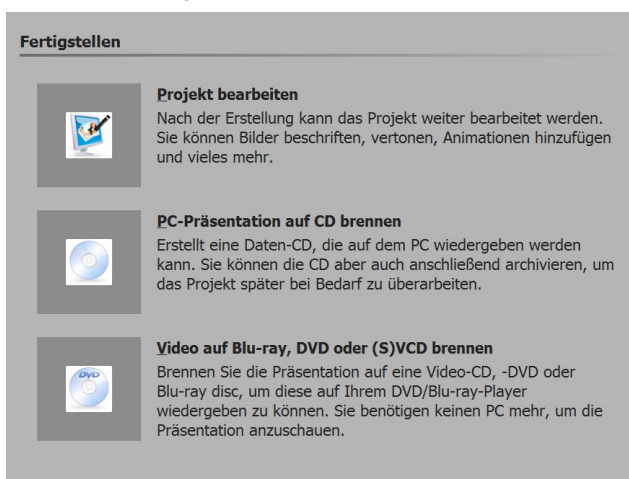 Fertigstellen
Projekt bearbeiten
Nach der Erstellung kann das Projekt weiter bearbeitet werden.
Sie können Bilder beschriften, vertonen, Animationen hinzufügen
und vieles mehr.
PC-Präsentation auf CD brennen
Erstellt eine Daten-CD, die auf dem PC wiedergeben werden
kann. Sie können die CD aber auch anschließend archivieren, um
das Projekt später bei Bedarf zu überarbeiten.
DVD
Video auf Blu-ray, DVD oder (S)VCD brennen
Brennen Sie die Präsentation auf eine Video-CD, -DVD oder
Blu-ray disc, um diese auf Ihrem DVD/Blu-ray-Player
wiedergeben zu können. Sie benötigen keinen PC mehr, um die
Präsentation anzuschauen.